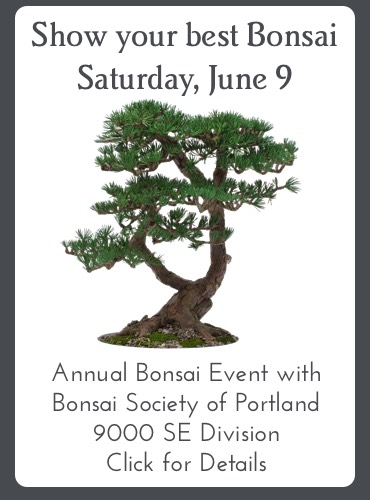 Show your best Bonsai
Saturday, June 9
Annual Bonsai Event with
Bonsai Society of Portland
9000 SE Division
Click for Details